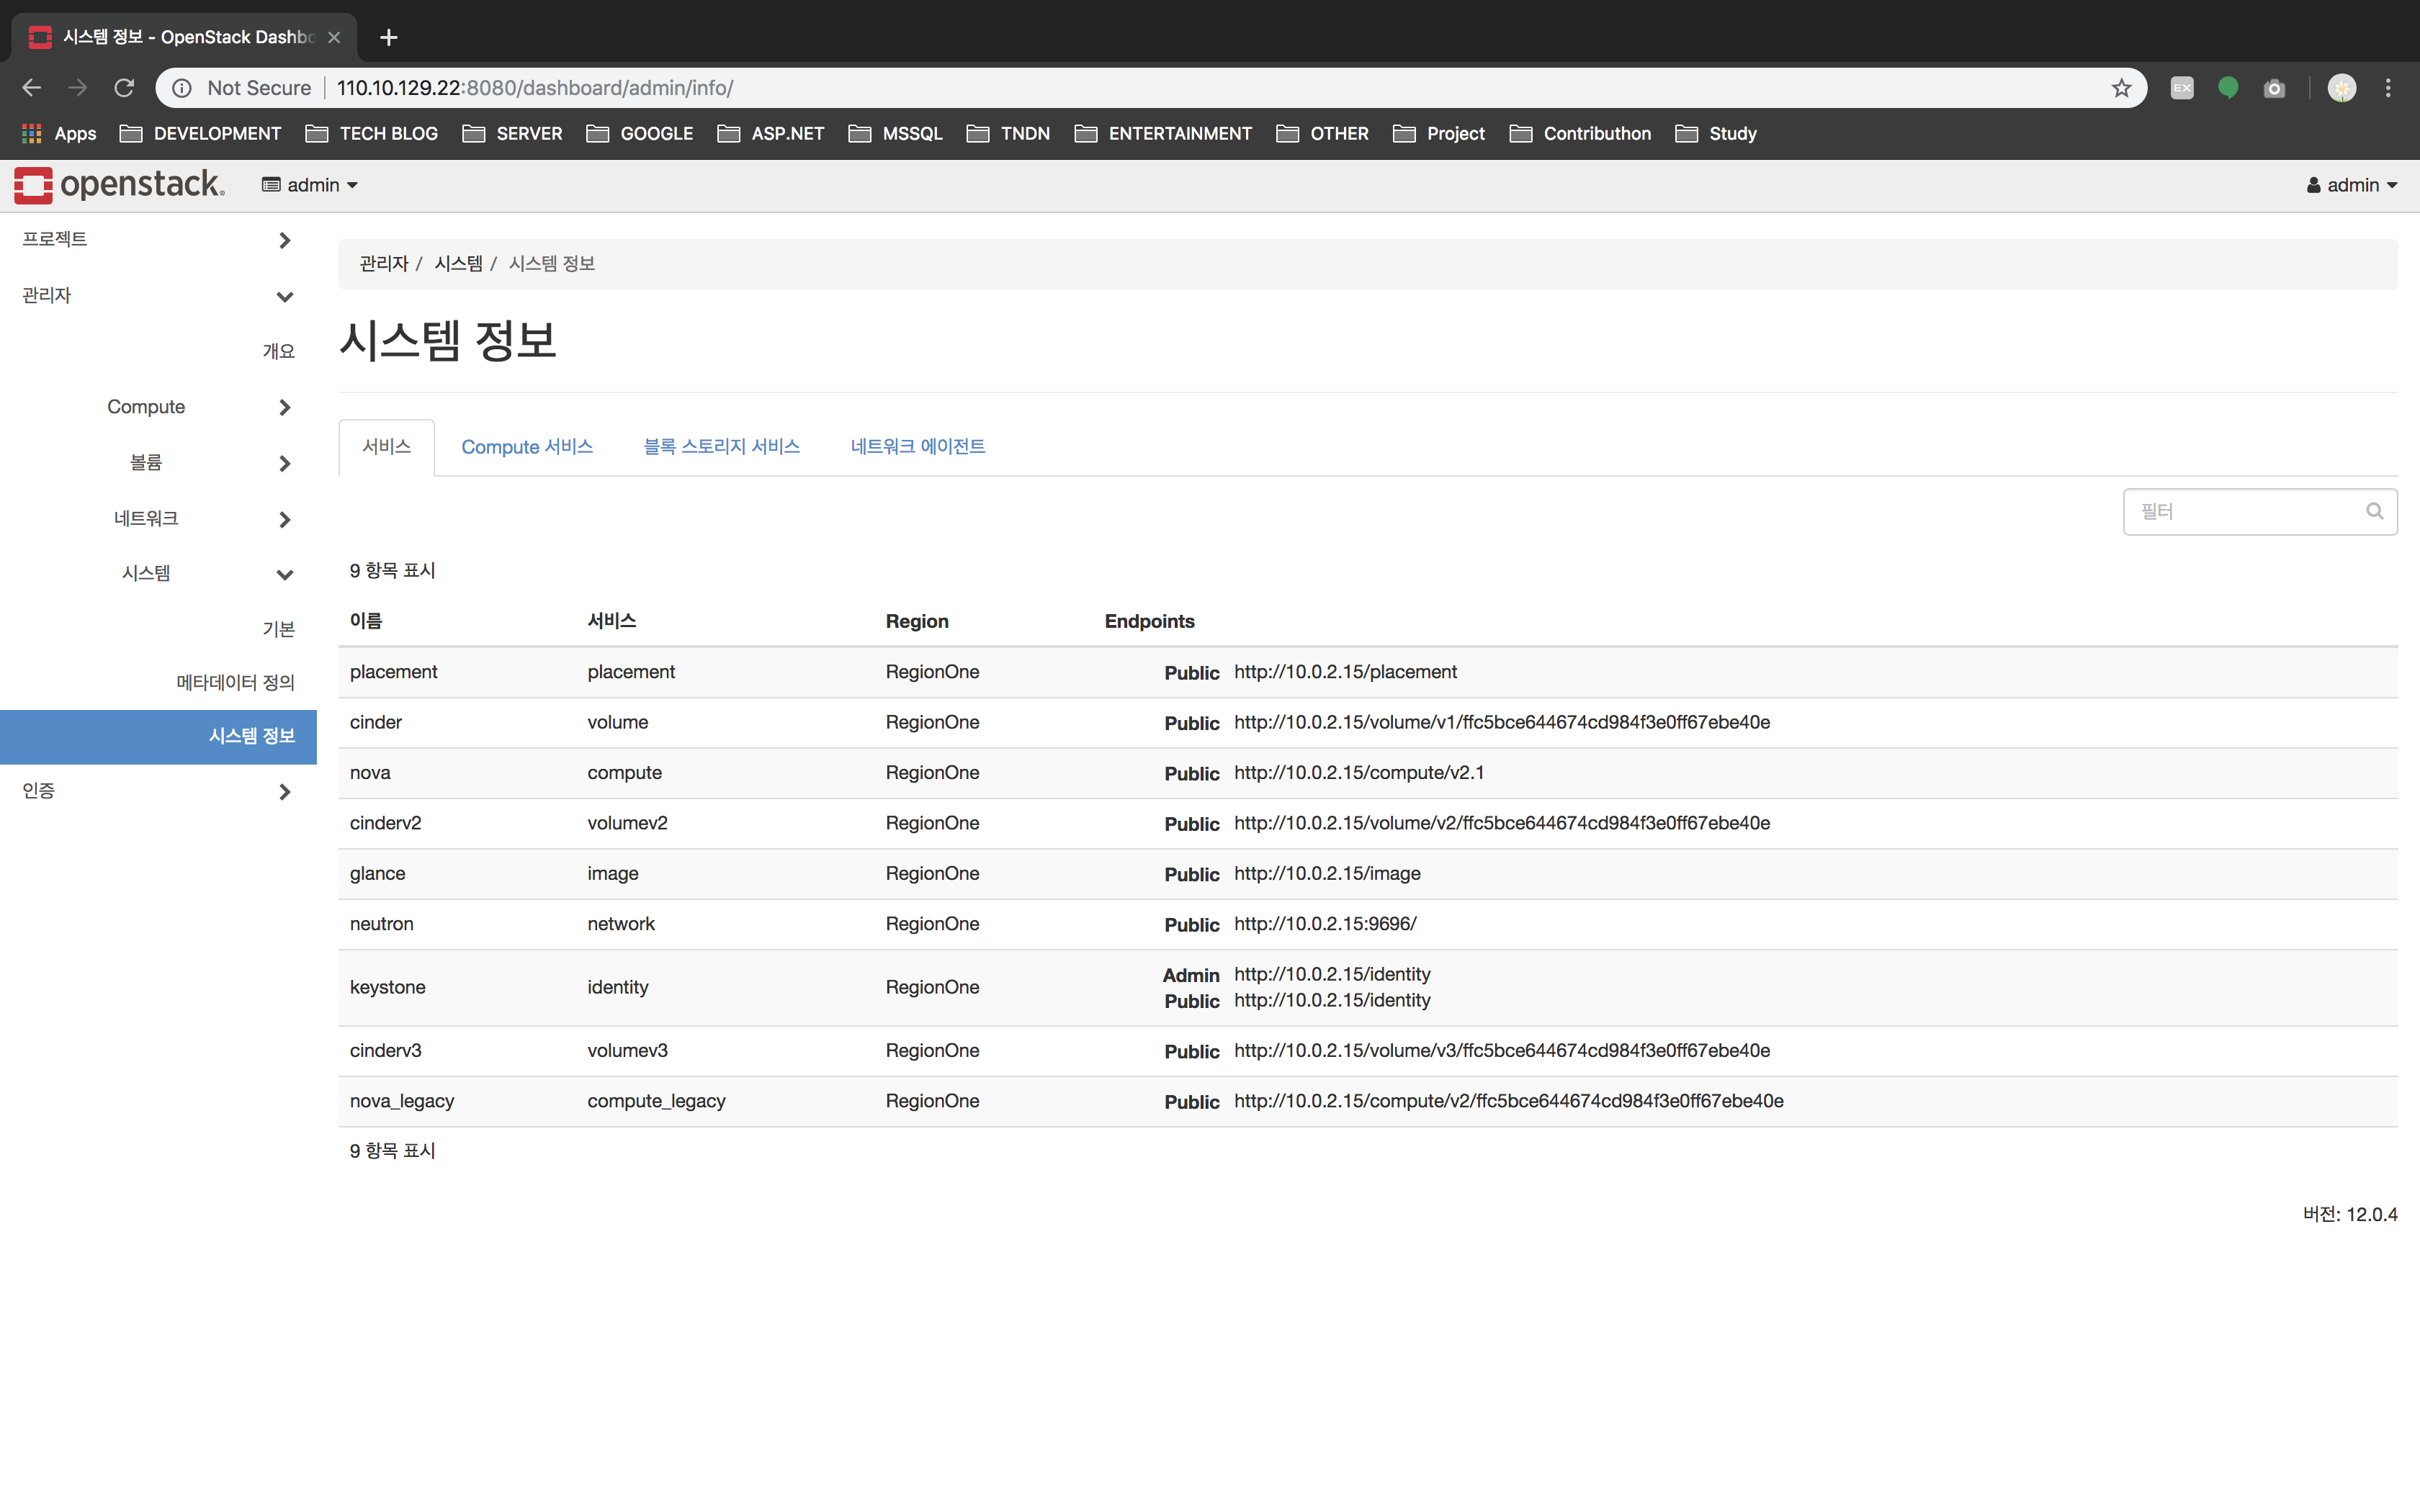 시스템 정보 - OpenStack Dashbo
Not Secure 110.10.129.22:8080/dashboard/admin/info/
EX
Apps DEVELOPMENT TECH BLOG SERVER GOOGLE ASP.NET MSSQL TNDN ENTERTAINMENT OTHER Project Contributhon Study
openstack. admin admin
프로젝트
관리자
개요
Compute
볼륨
네트워크
시스템
기본
메타데이터 정의
시스템 정보
인증
관리자 / 시스템 / 시스템 정보
시스템 정보
서비스 Compute 서비스 블록 스토리지 서비스 네트워크 에이전트
필터
9 항목 표시
이름 서비스 Region Endpoints
placement placement RegionOne Public http://10.0.2.15/placement
cinder volume RegionOne Public http://10.0.2.15/volume/v1/ffc5bce644674cd984f3e0ff67ebe40e
nova compute RegionOne Public http://10.0.2.15/compute/v2.1
cinderv2 volumev2 RegionOne Public http://10.0.2.15/volume/v2/ffc5bce644674cd984f3e0ff67ebe40e
glance image RegionOne Public http://10.0.2.15/image
neutron network RegionOne Public http://10.0.2.15:9696/
keystone identity RegionOne Admin http://10.0.2.15/identity
Public http://10.0.2.15/identity
cinderv3 volumev3 RegionOne Public http://10.0.2.15/volume/v3/ffc5bce644674cd984f3e0ff67ebe40e
nova_legacy compute_legacy RegionOne Public http://10.0.2.15/compute/v2/ffc5bce644674cd984f3e0ff67ebe40e
9 항목 표시
버전: 12.0.4